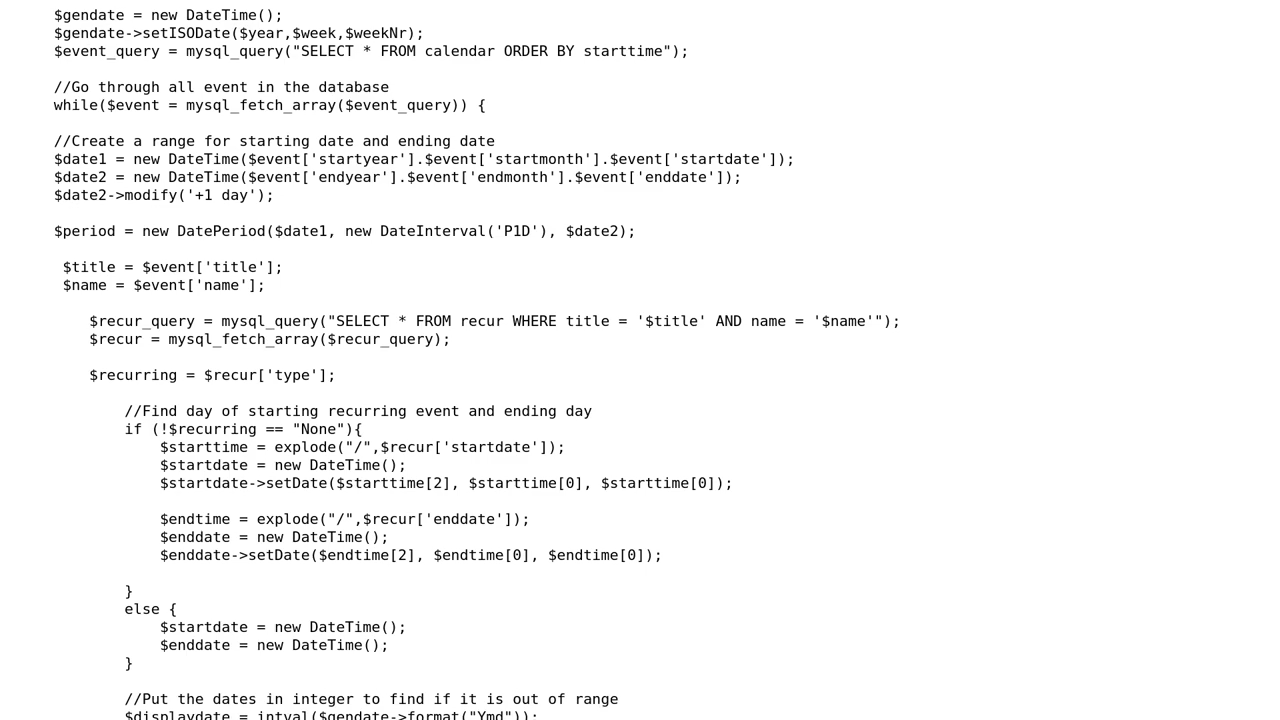 $gendate = new DateTime();
$gendate->setISODate($year,$week,$weekNr);
$event_query = mysql_query("SELECT * FROM calendar ORDER BY starttime");
//Go through all event in the database
while($event = mysql_fetch_array($event_query)) {
//Create a range for starting date and ending date
$date1 = new DateTime($event['startyear'].$event['startmonth'].$event['startdate']);
$date2 = new DateTime($event['endyear'].$event['endmonth'].$event['enddate']);
$date2->modify('+1 day');
$period = new DatePeriod($date1, new DateInterval('P1D'), $date2);
$title = $event['title'];
$name = $event['name'];
$recur_query = mysql_query("SELECT * FROM recur WHERE title = '$title' AND name = '$name'");
$recur = mysql_fetch_array($recur_query);
$recurring = $recur['type'];
//Find day of starting recurring event and ending day
if (!$recurring == "None"){
$starttime = explode("/",$recur['startdate']);
$startdate = new DateTime();
$startdate->setDate($starttime[2], $starttime[0], $starttime[0]);
$endtime = explode("/",$recur['enddate']);
$enddate = new DateTime();
$enddate->setDate($endtime[2], $endtime[0], $endtime[0]);
}
else {
$startdate = new DateTime();
$enddate = new DateTime();
}
//Put the dates in integer to find if it is out of range
$displaydate = intval($gendate->format("Ymd"));